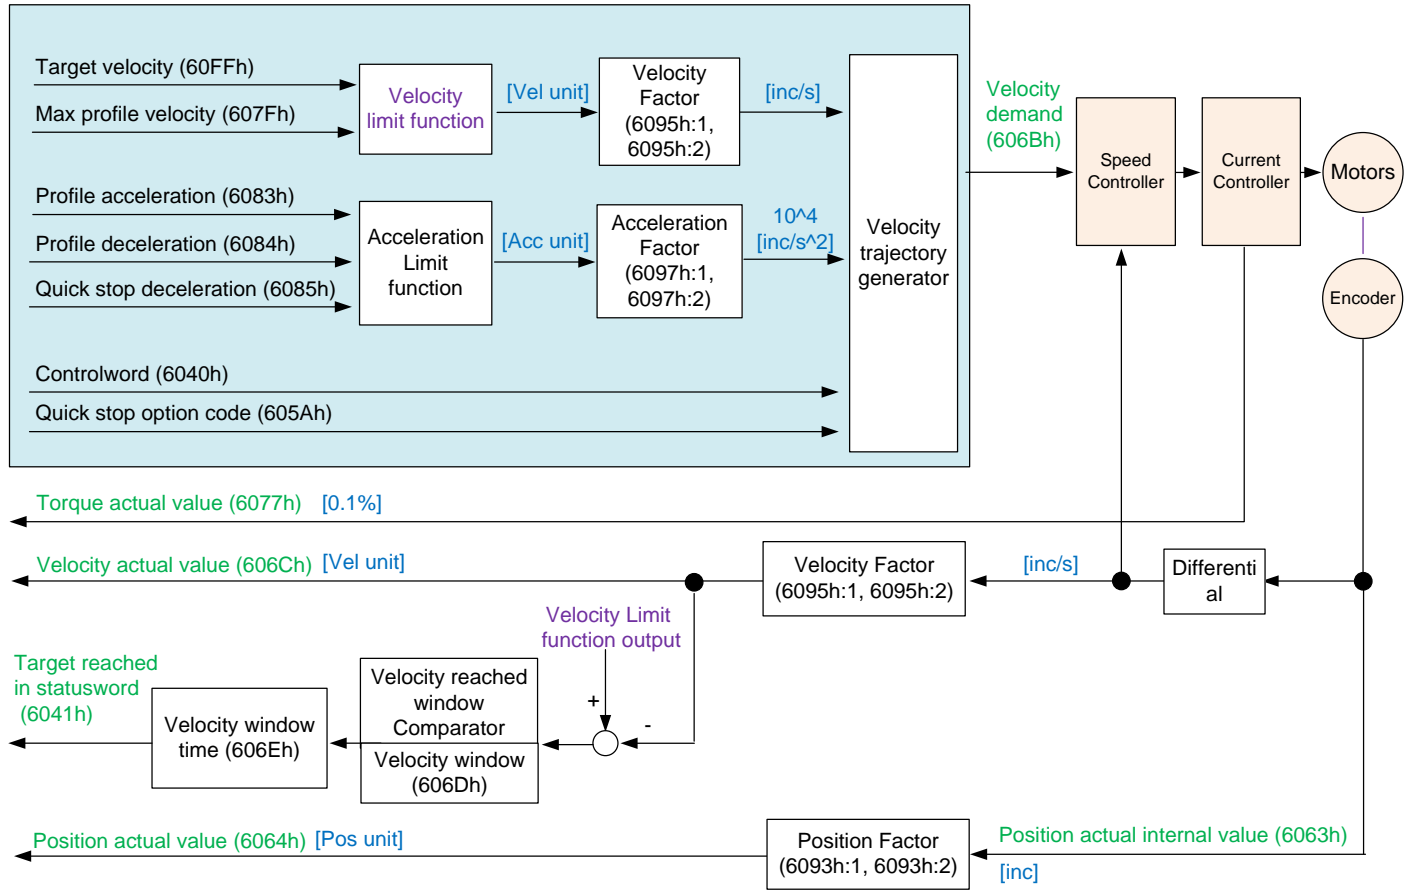 Target velocity (60FFh)
Max profile velocity (607Fh)
Velocity
limit function
[Vel unit]
Velocity
Factor
(6095h:1,
6095h:2)
[inc/s]
Profile acceleration (6083h)
Profile deceleration (6084h)
Quick stop deceleration (6085h)
Acceleration
Limit
function
[Acc unit]
Acceleration
Factor
(6097h:1,
6097h:2)
10^4
[inc/s^2]
Velocity
trajectory
generator
Controlword (6040h)
Quick stop option code (605Ah)
Velocity
demand
(606Bh)
Speed
Controller
Current
Controller
Motors
Encoder
Torque actual value (6077h) [0.1%]
Velocity actual value (606Ch) [Vel unit]
Velocity Factor
(6095h:1, 6095h:2)
[inc/s]
Differenti
al
Velocity Limit
function output
+
-
Target reached
in statusword
(6041h)
Velocity window
time (606Eh)
Velocity reached
window
Comparator
Velocity window
(606Dh)
Position actual value (6064h) [Pos unit]
Position Factor
(6093h:1, 6093h:2)
Position actual internal value (6063h)
[inc]